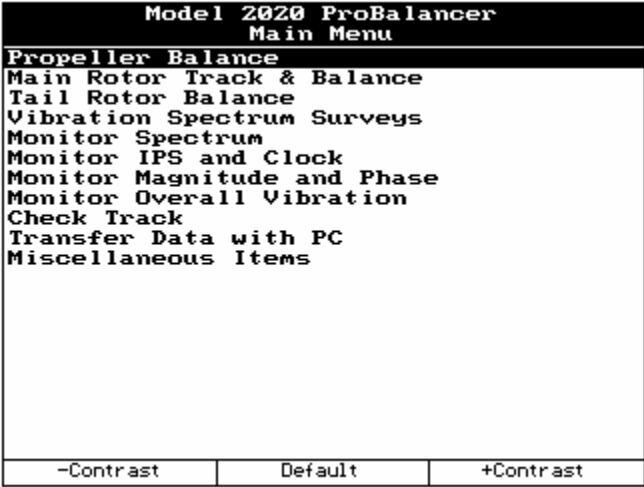 Model 2020 ProBalancer
Main Menu
Propeller Balance
Main Rotor Track & Balance
Tail Rotor Balance
Vibration Spectrum Surveys
Monitor Spectrum
Monitor IPS and Clock
Monitor Magnitude and Phase
Monitor Overall Vibration
Check Track
Transfer Data with PC
Miscellaneous Items
-Contrast Default +Contrast